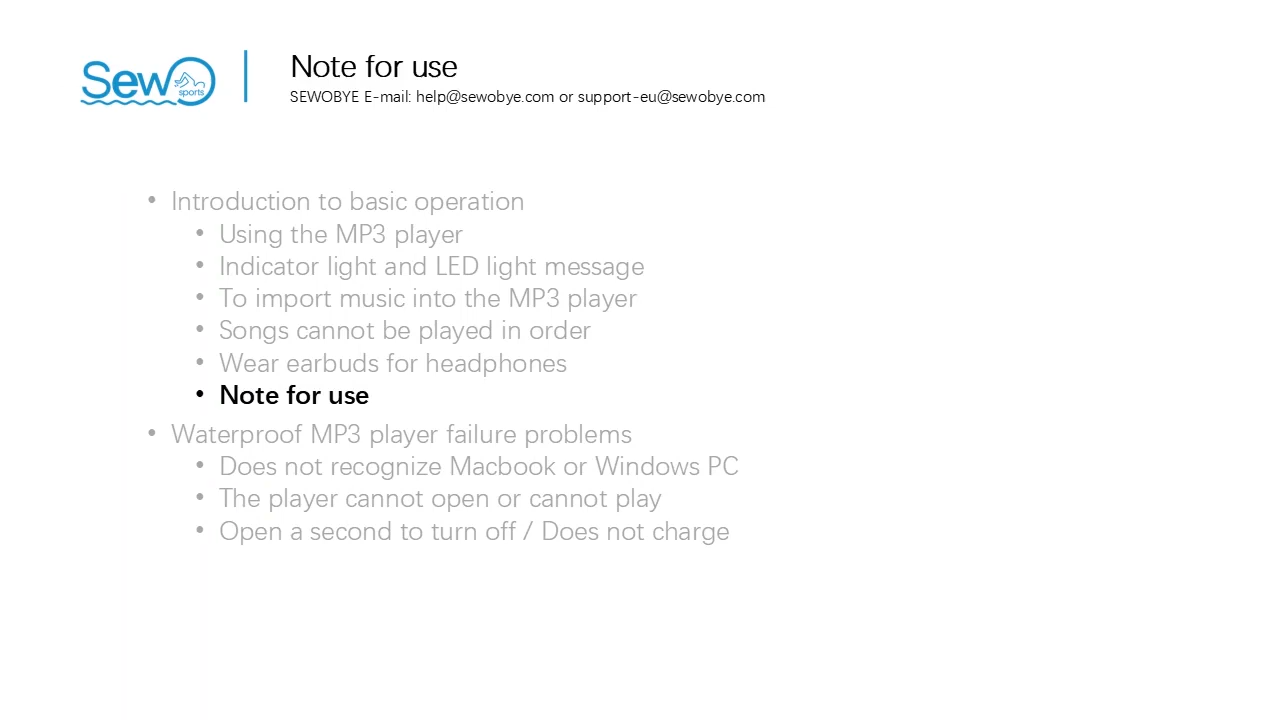 Sewo
sports
Note for use
SEWOBYE E-mail: help@sewobye.com or support-eu@sewobye.com
• Introduction to basic operation
• Using the MP3 player
• Indicator light and LED light message
• To import music into the MP3 player
• Songs cannot be played in order
• Wear earbuds for headphones
• Note for use
• Waterproof MP3 player failure problems
• Does not recognize Macbook or Windows PC
• The player cannot open or cannot play
• Open a second to turn off / Does not charge